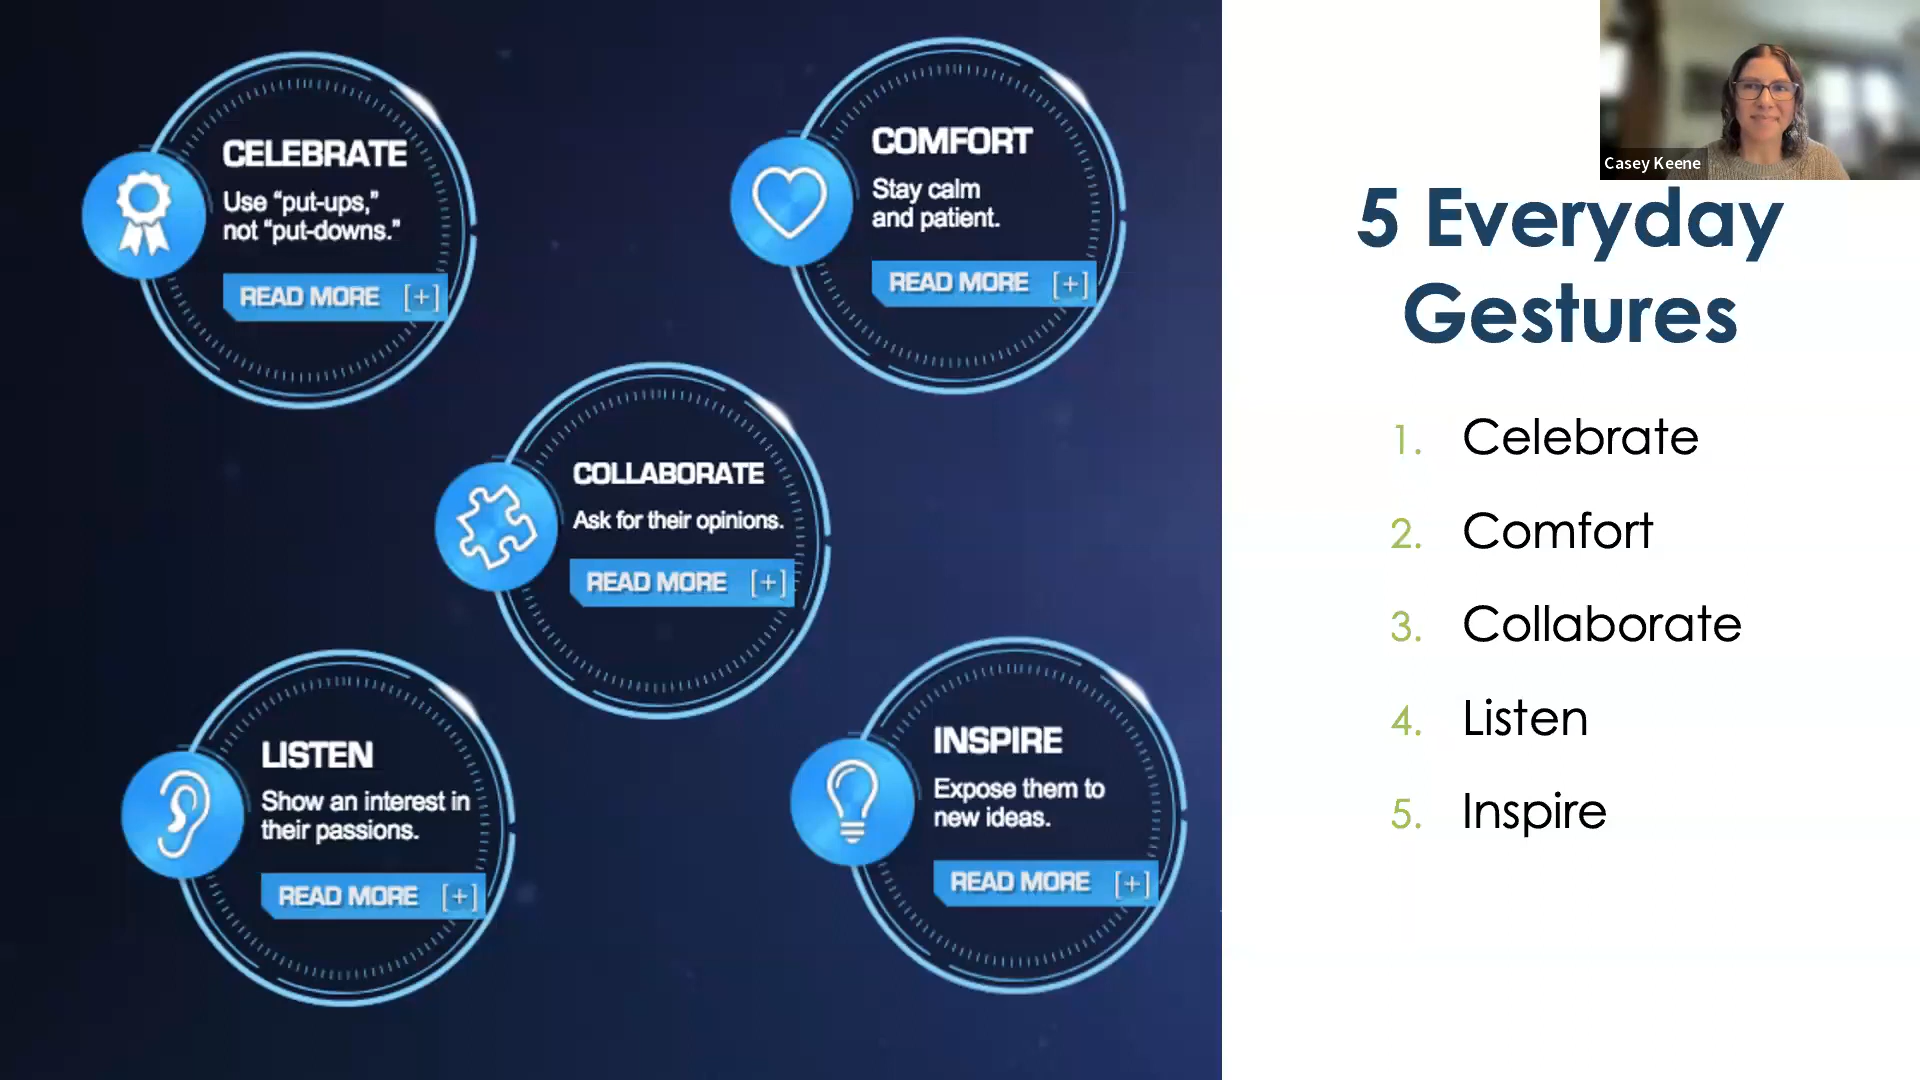 CELEBRATE
Use “put-ups,”
not “put-downs.”
READ MORE [+]
COMFORT
Stay calm
and patient.
READ MORE [+]
COLLABORATE
Ask for their opinions.
READ MORE [+]
LISTEN
Show an interest in
their passions.
READ MORE [+]
INSPIRE
Expose them to
new ideas.
READ MORE [+]
Casey Keene
5 Everyday
Gestures
1. Celebrate
2. Comfort
3. Collaborate
4. Listen
5. Inspire